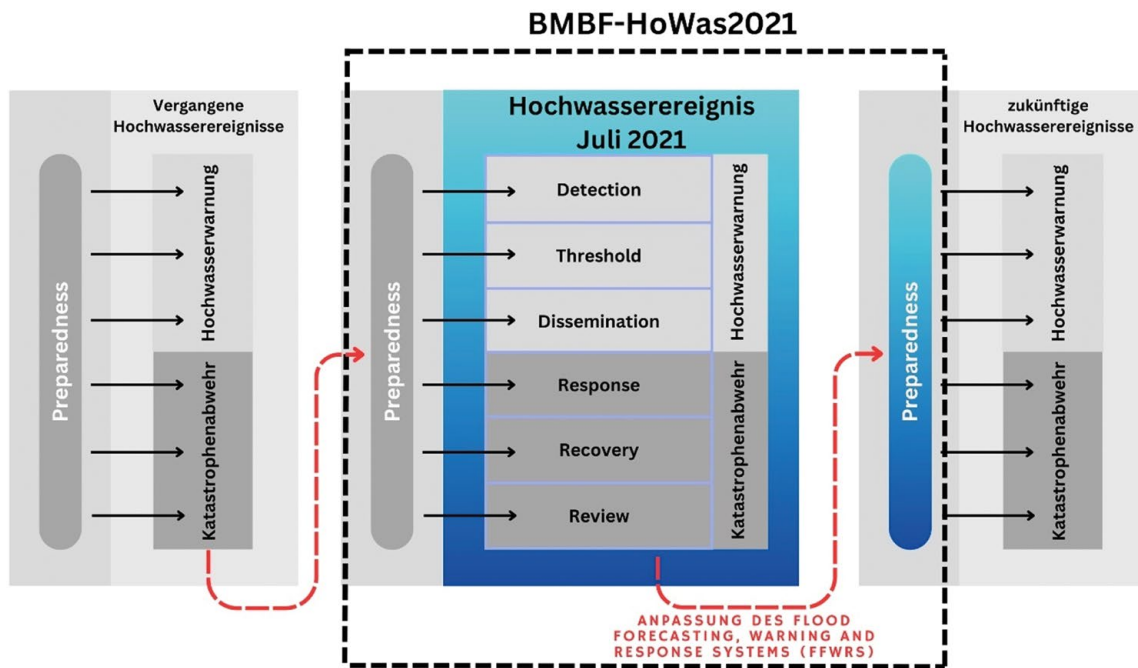 BMBF-HoWas2021
Vergangene
Hochwasserereignisse
Preparedness
Hochwasserwarnung
Katastrophenabwehr
Hochwasserereignis
Juli 2021
Preparedness
Detection
Threshold
Dissemination
Response
Recovery
Review
Hochwasserwarnung
Katastrophenabwehr
ANPASSUNG DES FLOOD
FORECASTING, WARNING AND
RESPONSE SYSTEMS (FFWRS)
zukünftige
Hochwasserereignisse
Preparedness
Hochwasserwarnung
Katastrophenabwehr